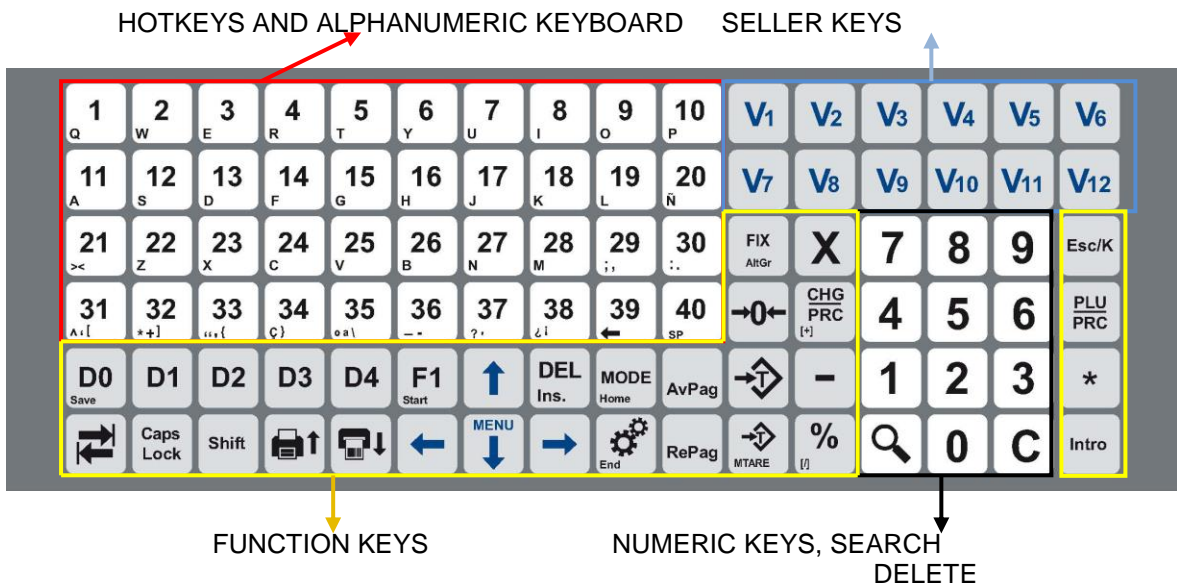 HOTKEYS AND ALPHANUMERIC KEYBOARD SELLER KEYS
1 2 3 4 5 6 7 8 9 10 V1 V2 V3 V4 V5 V6
Q W E R T Y U I O P
11 12 13 14 15 16 17 18 19 20 V7 V8 V9 V10 V11 V12
A S D F G H J K L Ñ
21 22 23 24 25 26 27 28 29 30 FIX X 7 8 9 Esc/K
>< Z X C V B N M ;, :. AltGr
31 32 33 34 35 36 37 38 39 40 →0← CHG PRC 4 5 6 PLU PRC
*+] Ç} ºª\ SP [+]
D0 D1 D2 D3 D4 F1 DEL MODE AvPag T - 1 2 3 *
Save Start Ins. Home
Caps Lock Shift MENU RePag T % 0 C Intro
End MTARE [/]
FUNCTION KEYS NUMERIC KEYS, SEARCH
DELETE